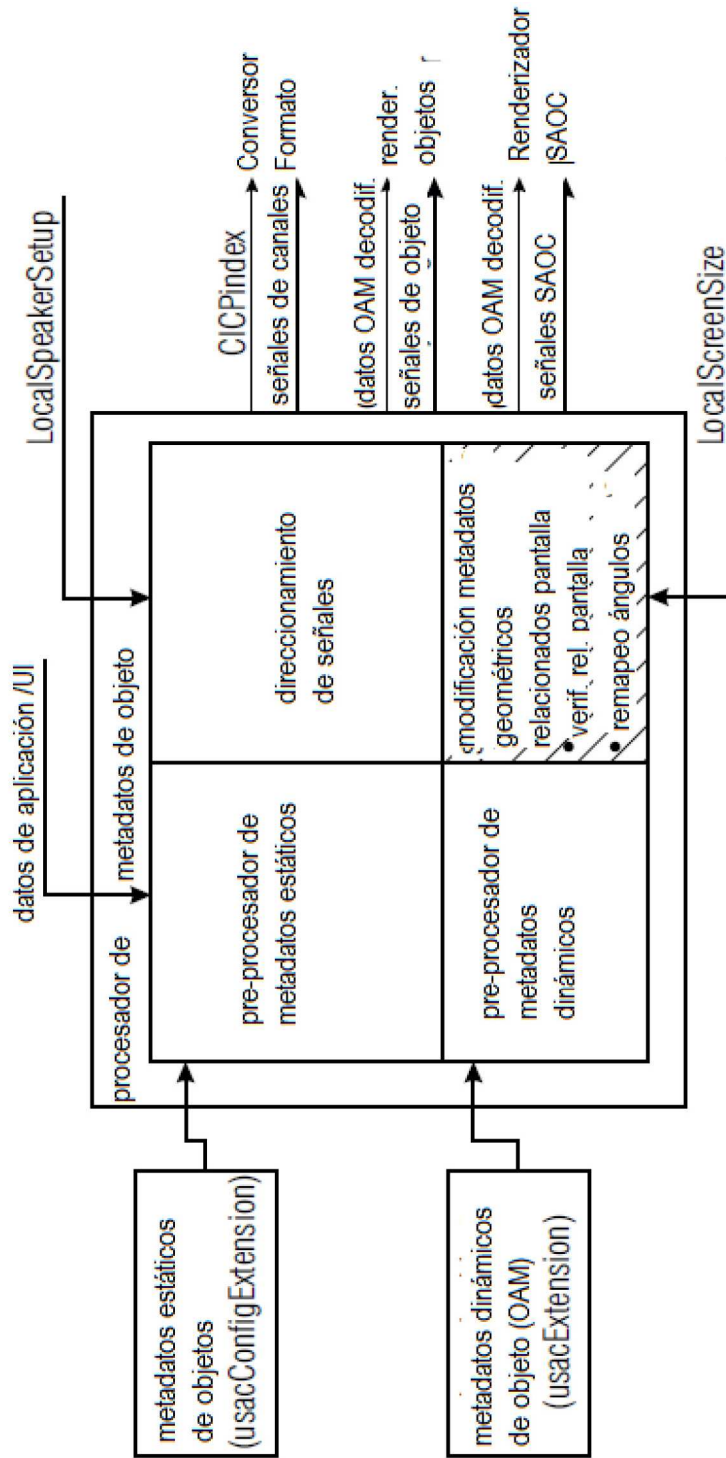 metadatos estáticos
de objetos
(usacConfigExtension)
metadatos dinámicos
de objeto (OAM)
(usacExtension)
datos de aplicación /UI
LocalSpeakerSetup
procesador de
metadatos de objeto
pre-procesador de
metadatos estáticos
direccionamiento
de señales
pre-procesador de
metadatos
dinámicos
modificación metadatos
geométricos
relacionados pantalla
• verif. rel. pantalla
• remapeo ángulos
CICPindex
señales de canales
Conversor
Formato
(datos OAM decodif.
señales de objeto
render.
objetos
(datos OAM decodif.
señales SAOC
Renderizador
SAOC
LocalScreenSize